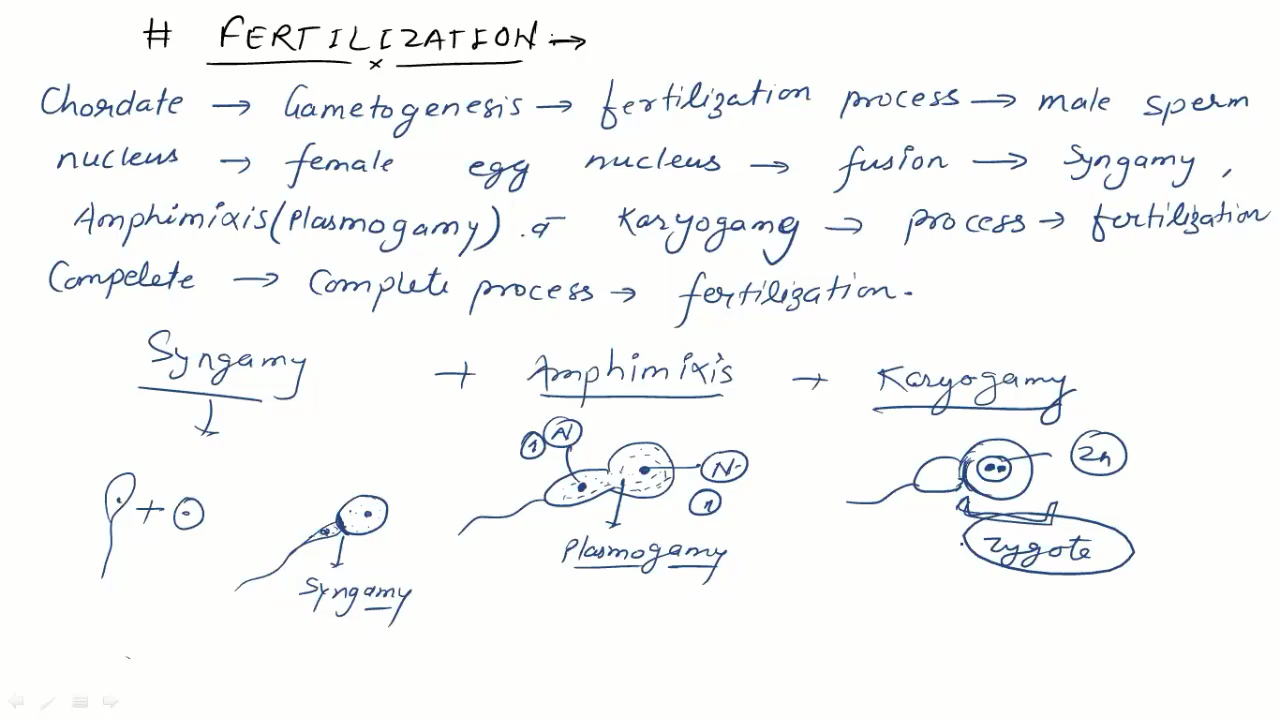 # FERTILIZATION →
Chordate → Gametogenesis → fertilization process → male sperm
nucleus → female egg nucleus → fusion → Syngamy,
Amphimixis (Plasmogamy). Karyogamy → process → fertilization
Compelete → Complete process → fertilization.
Syngamy + Amphimixis → Karyogamy
+
Syngamy
1 N
N
Plasmogamy
2n
Zygote